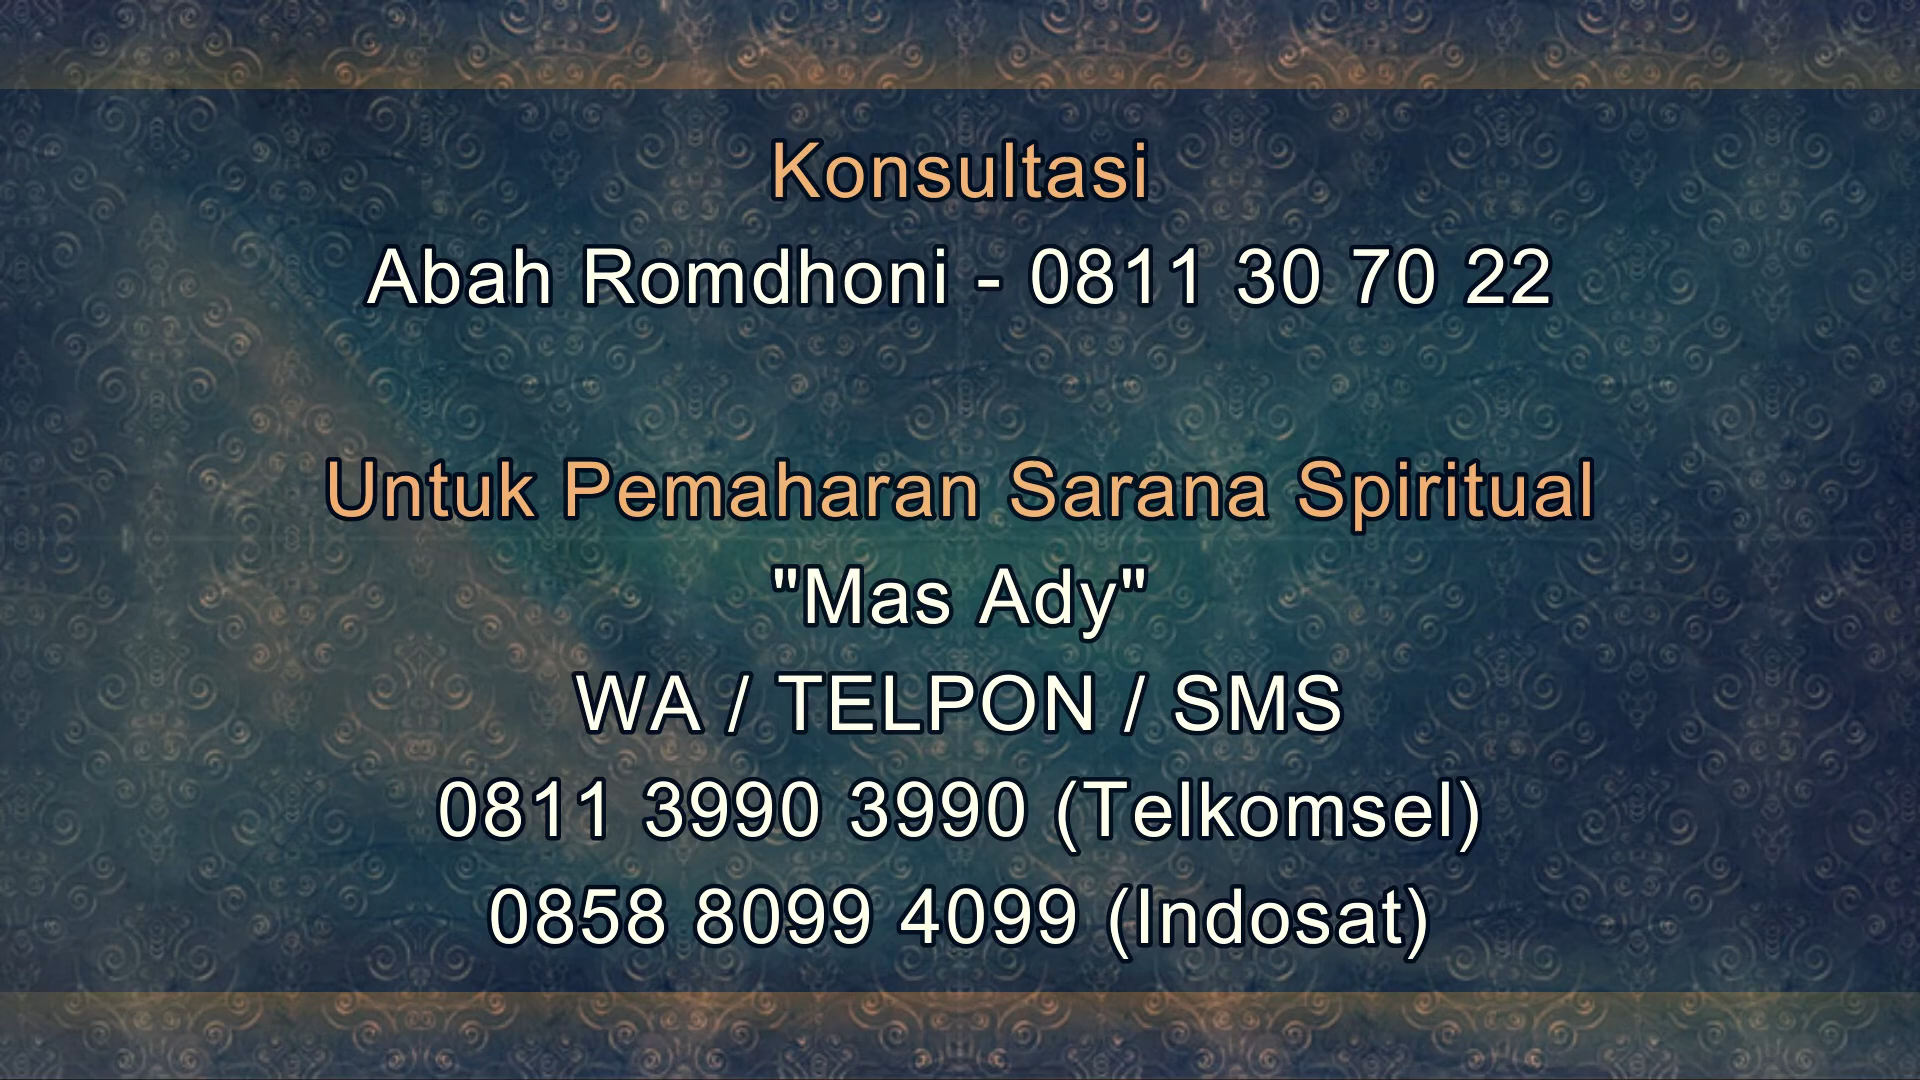 Konsultasi
Abah Romdhoni - 0811 30 70 22
Untuk Pemaharan Sarana Spiritual
"Mas Ady"
WA / TELPON / SMS
0811 3990 3990 (Telkomsel)
0858 8099 4099 (Indosat)